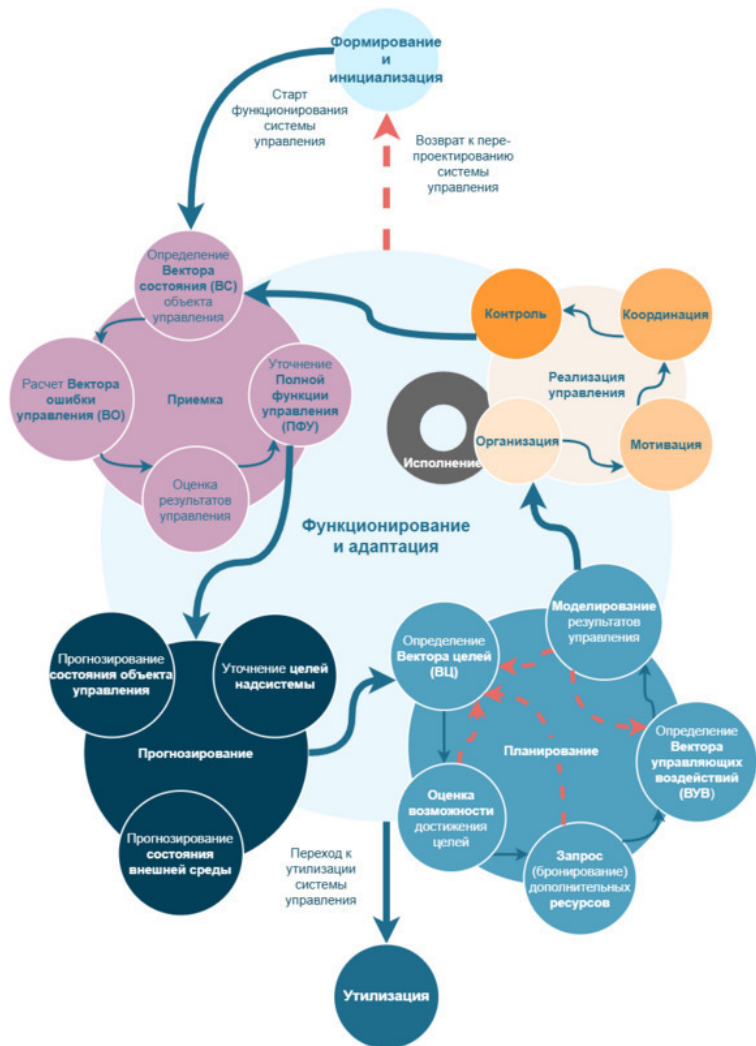 Формирование
и
инициализация
Старт
функционирования
системы
управления
Возврат к пере-
проектированию
системы
управления
Определение
Вектора
состояния (ВС)
объекта
управления
Расчет Вектора
ошибки
управления (ВО)
Приемка
Уточнение
Полной
функции
управления
(ПФУ)
Оценка
результатов
управления
Контроль
Координация
Реализация
управления
Исполнение
Организация
Мотивация
Функционирование
и адаптация
Моделирование
результатов
управления
Прогнозирование
состояния объекта
управления
Уточнение целей
надсистемы
Прогнозирование
Прогнозирование
состояния
внешней среды
Определение
Вектора
целей (ВЦ)
Планирование
Определение
Вектора
управляющих
воздействий
(ВУВ)
Оценка
возможности
достижения
целей
Запрос
(бронирование)
дополнительных
ресурсов
Переход к
утилизации
системы
управления
Утилизация